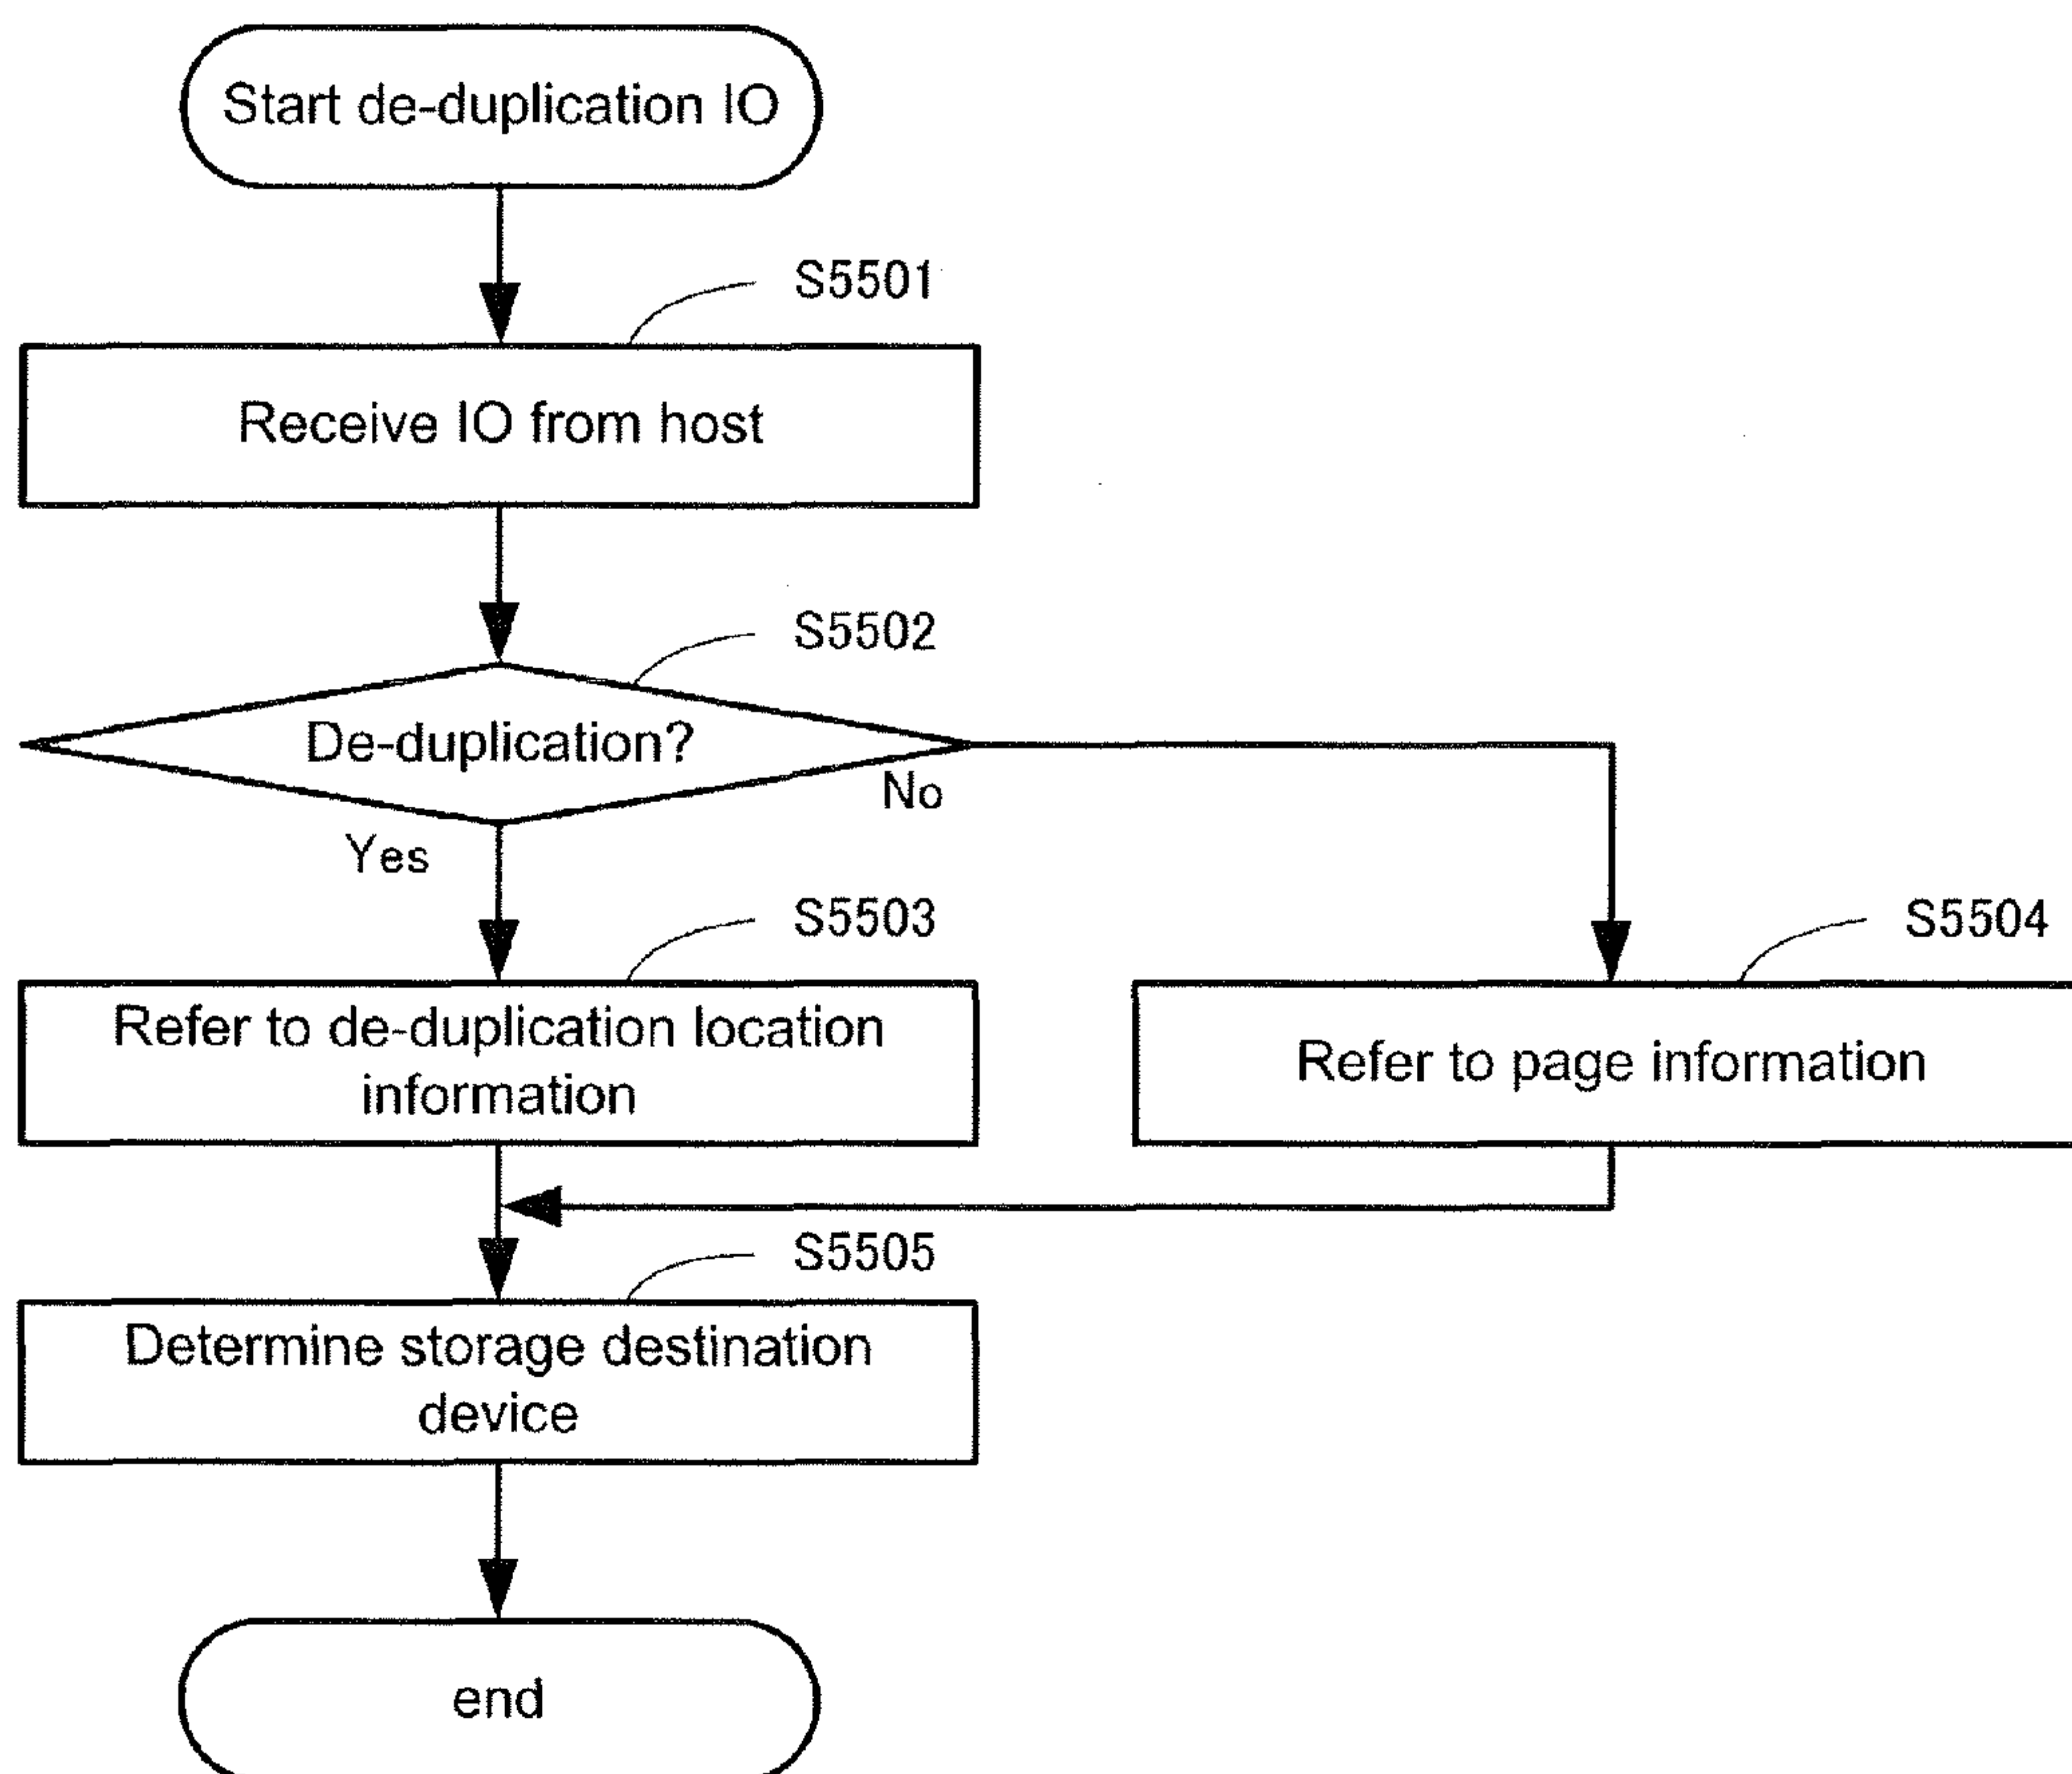 Start de-duplication IO
S5501
Receive IO from host
S5502
De-duplication?
No
Yes
S5503
S5504
Refer to de-duplication location
information
Refer to page information
S5505
Determine storage destination
device
end